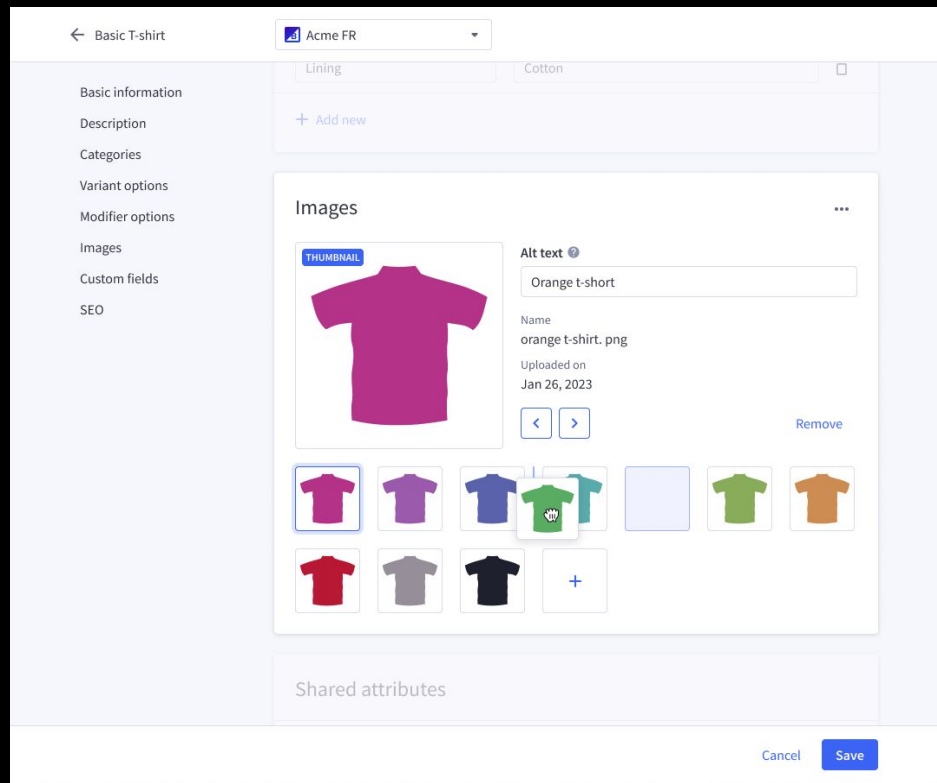 Basic T-shirt
Acme FR
Basic information
Description
Categories
Variant options
Modifier options
Images
Custom fields
SEO
Lining
Cotton
+ Add new
Images
THUMBNAIL
Alt text
Orange t-short
Name
orange t-shirt. png
Uploaded on
Jan 26, 2023
Remove
Shared attributes
Cancel
Save